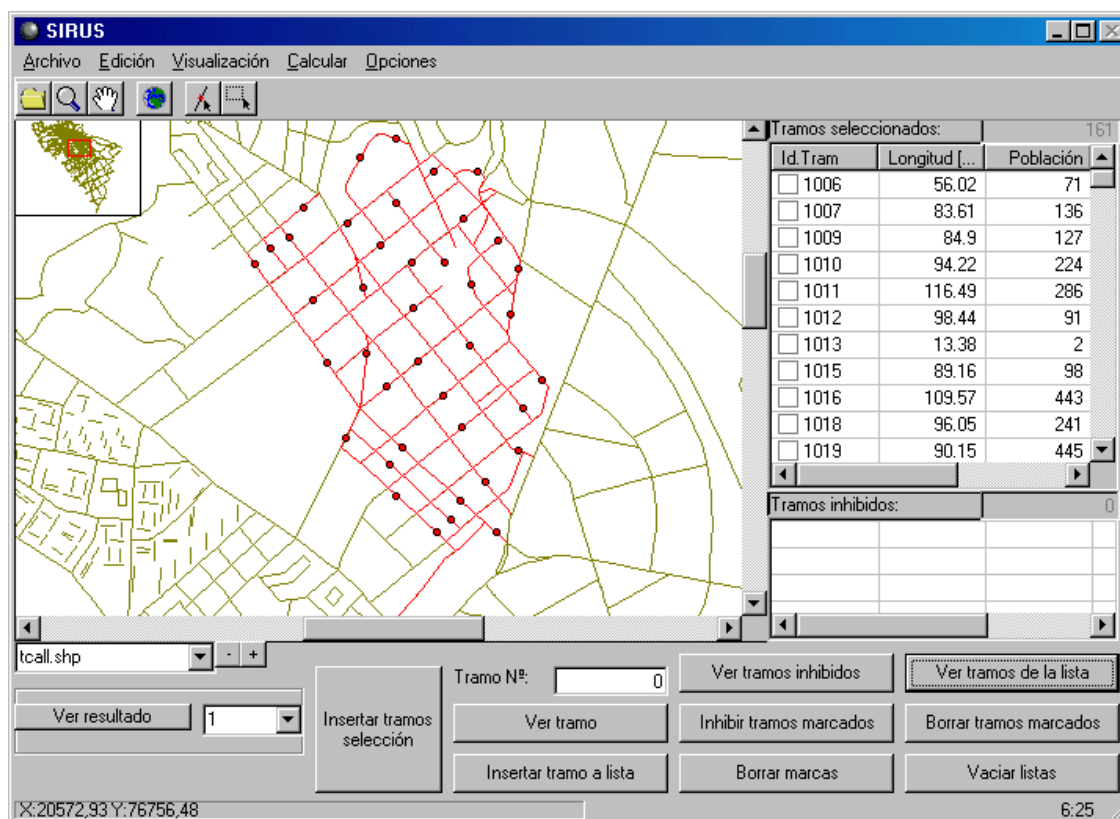 SIRUS
Archivo Edición Visualización Calcular Opciones
Tramos seleccionados: 161
Id.Tram Longitud [... Población
1006 56.02 71
1007 83.61 136
1009 84.9 127
1010 94.22 224
1011 116.49 286
1012 98.44 91
1013 13.38 2
1015 89.16 98
1016 109.57 443
1018 96.05 241
1019 90.15 445
Tramos inhibidos: 0
tcall.shp - +
Ver resultado 1
Insertar tramos
selección
Tramo Nº: 0
Ver tramo
Insertar tramo a lista
Ver tramos inhibidos
Inhibir tramos marcados
Borrar marcas
Ver tramos de la lista
Borrar tramos marcados
Vaciar listas
X:20572,93 Y:76756,48 6:25